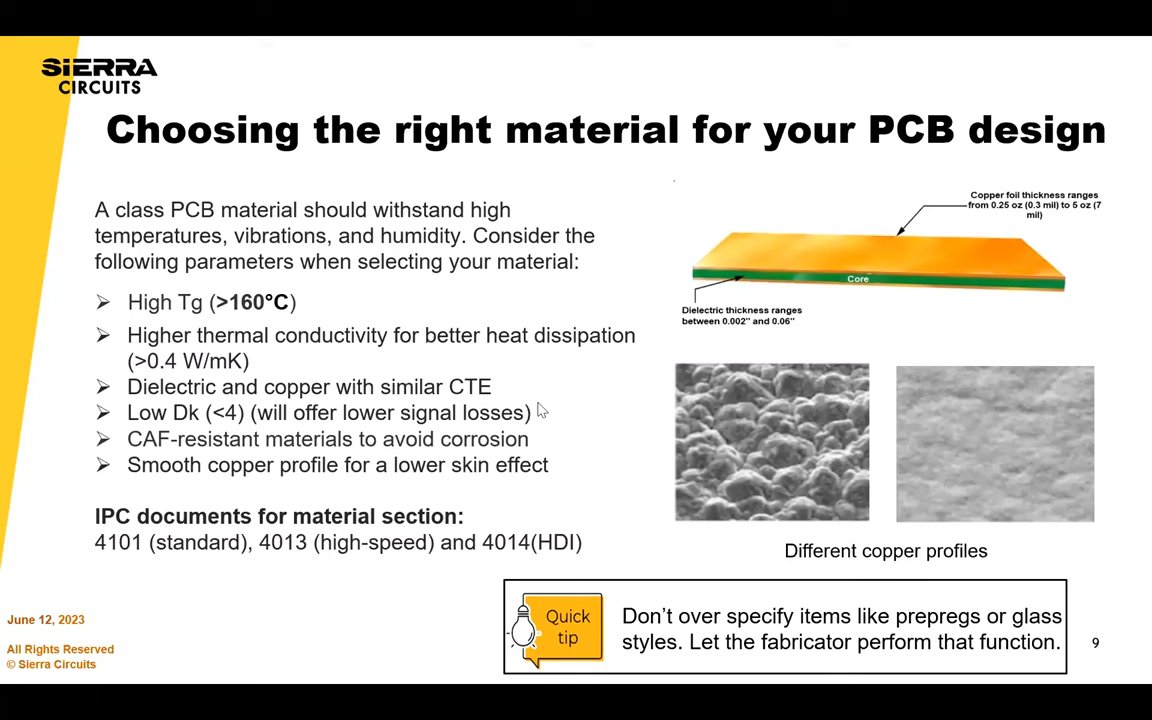 SIERRA
CIRCUITS
Choosing the right material for your PCB design
A class PCB material should withstand high
temperatures, vibrations, and humidity. Consider the
following parameters when selecting your material:
➢ High Tg (>160°C)
➢ Higher thermal conductivity for better heat dissipation
(>0.4 W/mK)
➢ Dielectric and copper with similar CTE
➢ Low Dk (<4) (will offer lower signal losses)
➢ CAF-resistant materials to avoid corrosion
➢ Smooth copper profile for a lower skin effect
IPC documents for material section:
4101 (standard), 4013 (high-speed) and 4014(HDI)
Copper foil thickness ranges
from 0.25 oz (0.3 mil) to 5 oz (7
mil)
Core
Dielectric thickness ranges
between 0.002" and 0.06"
Different copper profiles
Quick
tip
Don't over specify items like prepregs or glass
styles. Let the fabricator perform that function.
June 12, 2023
All Rights Reserved
© Sierra Circuits
9